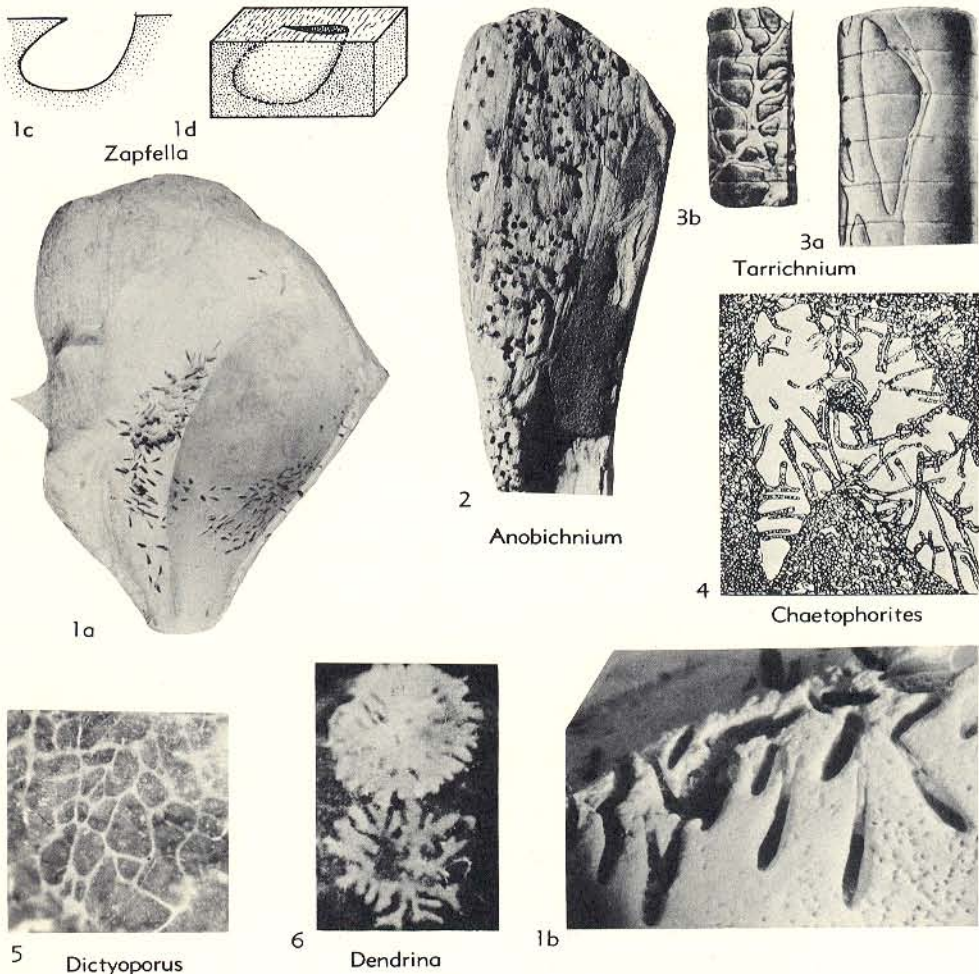 1c
1d
Zapfella
1a
2
Anobichnium
3b
3a
Tarrichnium
4
Chaetophorites
5
Dictyoporus
6
Dendrina
1b